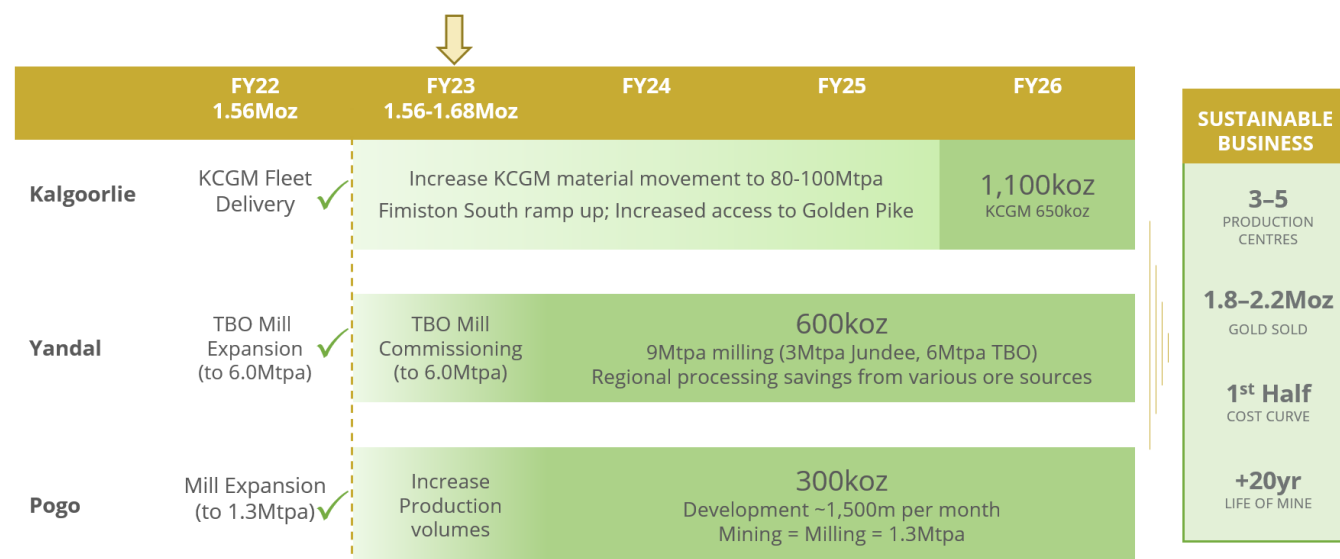 FY22
1.56Moz
FY23
1.56-1.68Moz
FY24
FY25
FY26
Kalgoorlie
KCGM Fleet
Delivery
Increase KCGM material movement to 80-100Mtpa
Fimiston South ramp up; Increased access to Golden Pike
1,100koz
KCGM 650koz
Yandal
TBO Mill
Expansion
(to 6.0Mtpa)
TBO Mill
Commissioning
(to 6.0Mtpa)
600koz
9Mtpa milling (3Mtpa Jundee, 6Mtpa TBO)
Regional processing savings from various ore sources
Pogo
Mill Expansion
(to 1.3Mtpa)
Increase
Production
volumes
300koz
Development ~1,500m per month
Mining = Milling = 1.3Mtpa
SUSTAINABLE
BUSINESS
3–5
PRODUCTION
CENTRES
1.8–2.2Moz
GOLD SOLD
1st Half
COST CURVE
+20yr
LIFE OF MINE